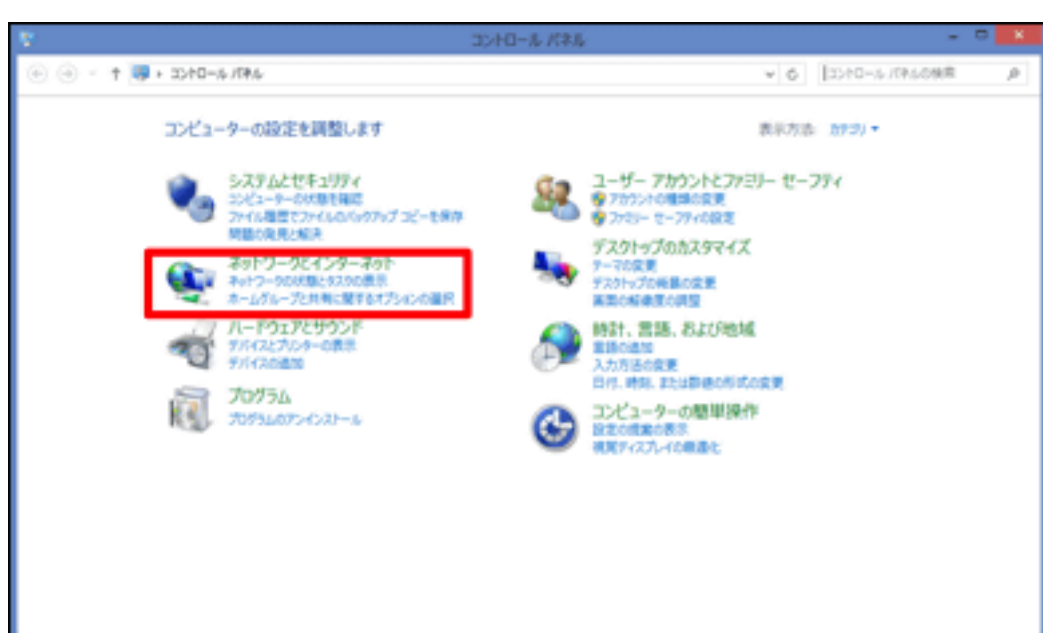 コントロール パネル
コントロール パネル
コントロール パネルの検索
コンピューターの設定を調整します
表示方法: カテゴリ
システムとセキュリティ
コンピューターの状態を確認
ファイル履歴でファイルのバックアップ コピーを保存
問題の発見と解決
ネットワークとインターネット
ネットワークの状態とタスクの表示
ホームグループと共有に関するオプションの選択
ハードウェアとサウンド
デバイスとプリンターの表示
デバイスの追加
プログラム
プログラムのアンインストール
ユーザー アカウントとファミリー セーフティ
アカウントの種類の変更
ファミリー セーフティの設定
デスクトップのカスタマイズ
テーマの変更
デスクトップの背景の変更
画面の解像度の調整
時計、言語、および地域
言語の追加
入力方法の変更
日付、時刻、または数値の形式の変更
コンピューターの簡単操作
設定の提案の表示
視覚ディスプレイの最適化